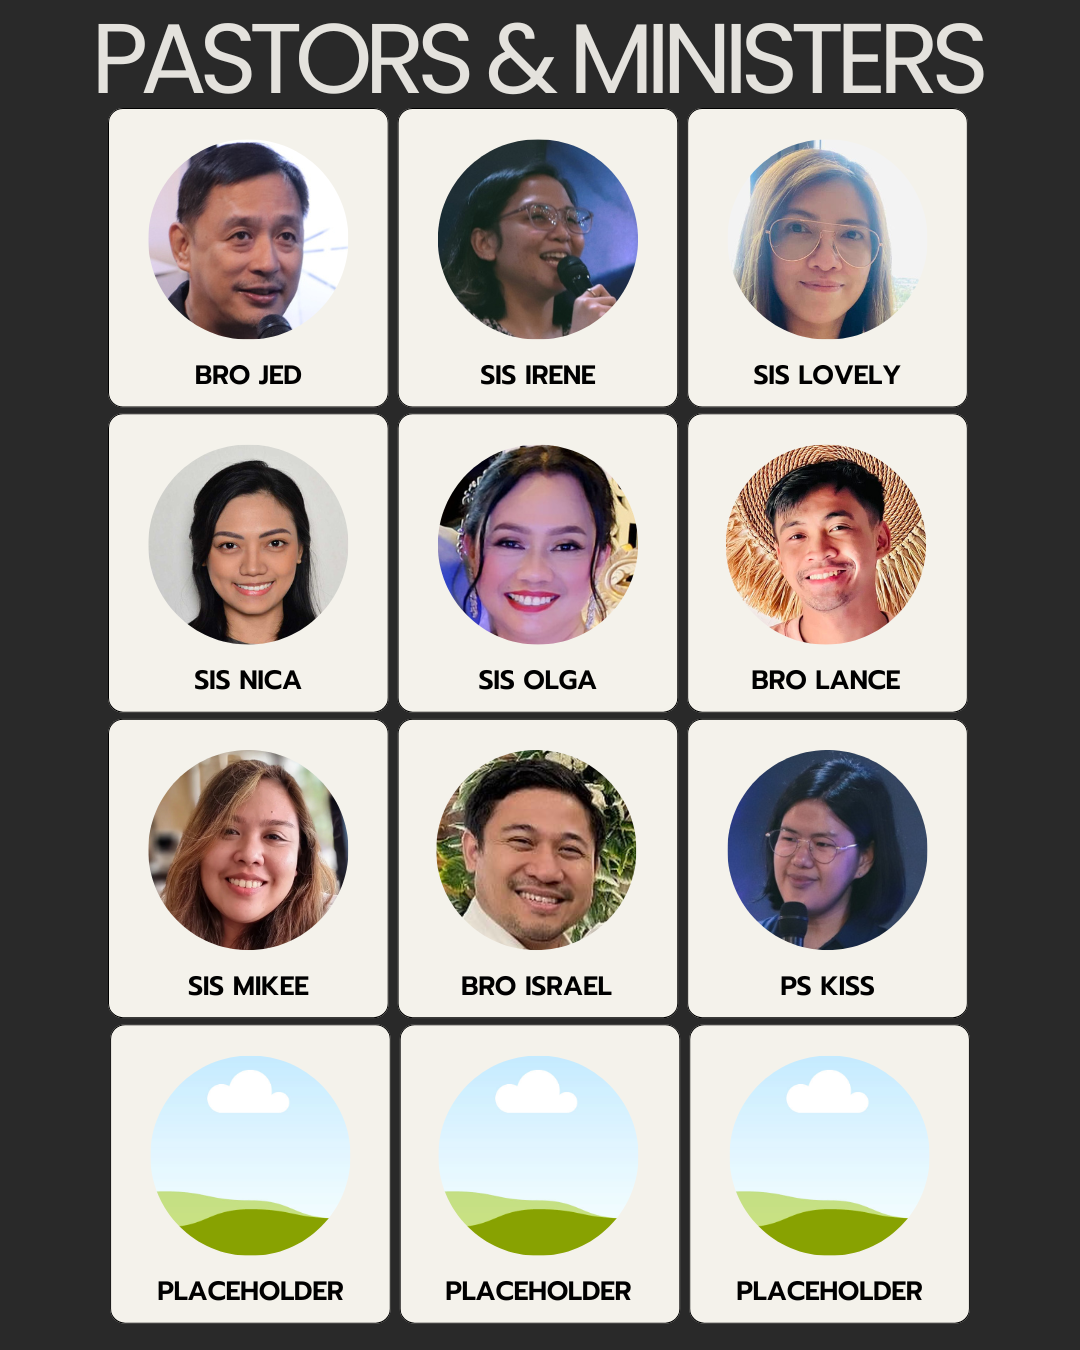 PASTORS & MINISTERS
BRO JED
SIS IRENE
SIS LOVELY
SIS NICA
SIS OLGA
BRO LANCE
SIS MIKEE
BRO ISRAEL
PS KISS
PLACEHOLDER
PLACEHOLDER
PLACEHOLDER